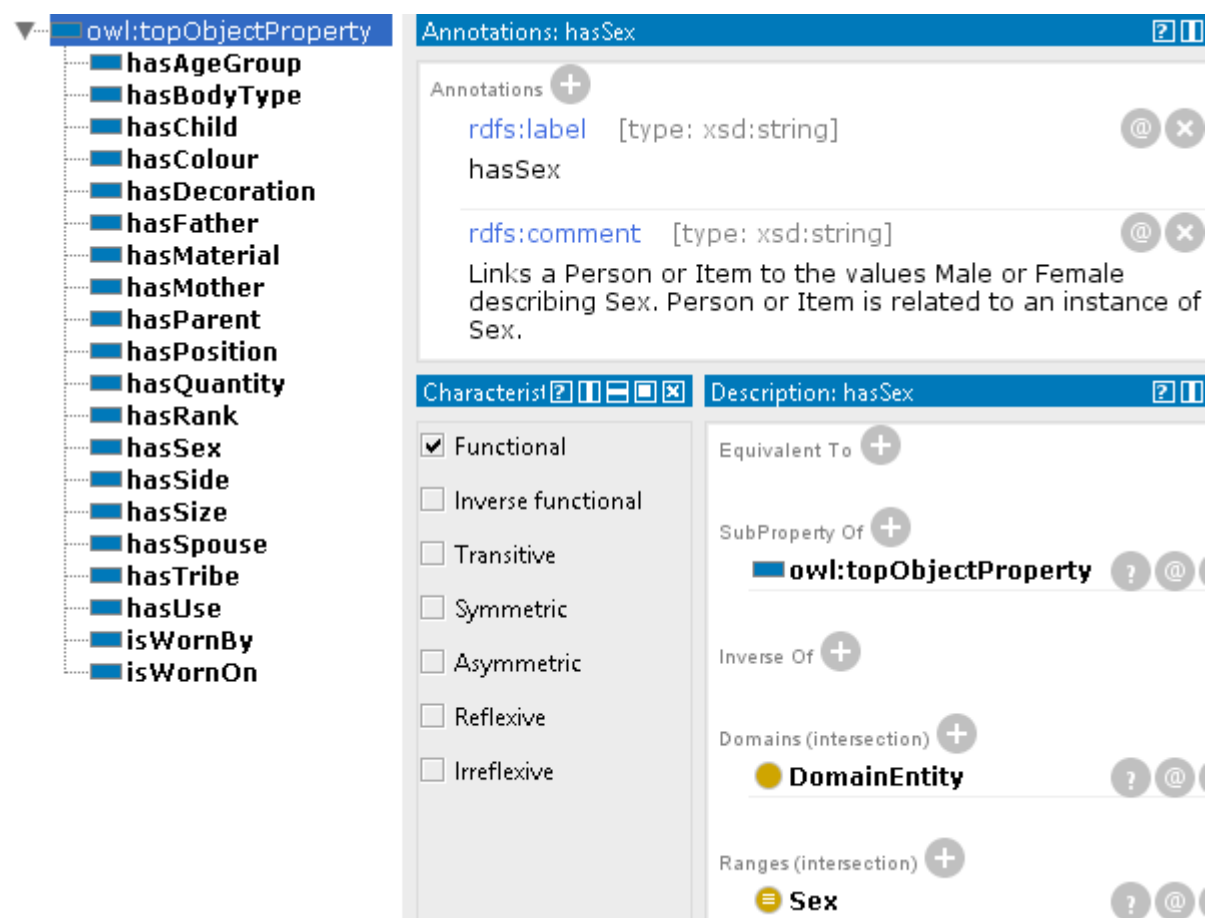 owl:topObjectProperty
hasAgeGroup
hasBodyType
hasChild
hasColour
hasDecoration
hasFather
hasMaterial
hasMother
hasParent
hasPosition
hasQuantity
hasRank
hasSex
hasSide
hasSize
hasSpouse
hasTribe
hasUse
isWornBy
isWornOn
Annotations: hasSex
Annotations
rdfs:label [type: xsd:string]
hasSex
rdfs:comment [type: xsd:string]
Links a Person or Item to the values Male or Female
describing Sex. Person or Item is related to an instance of
Sex.
Characterist
Functional
Inverse functional
Transitive
Symmetric
Asymmetric
Reflexive
Irreflexive
Description: hasSex
Equivalent To
SubProperty Of
owl:topObjectProperty
Inverse Of
Domains (intersection)
DomainEntity
Ranges (intersection)
Sex